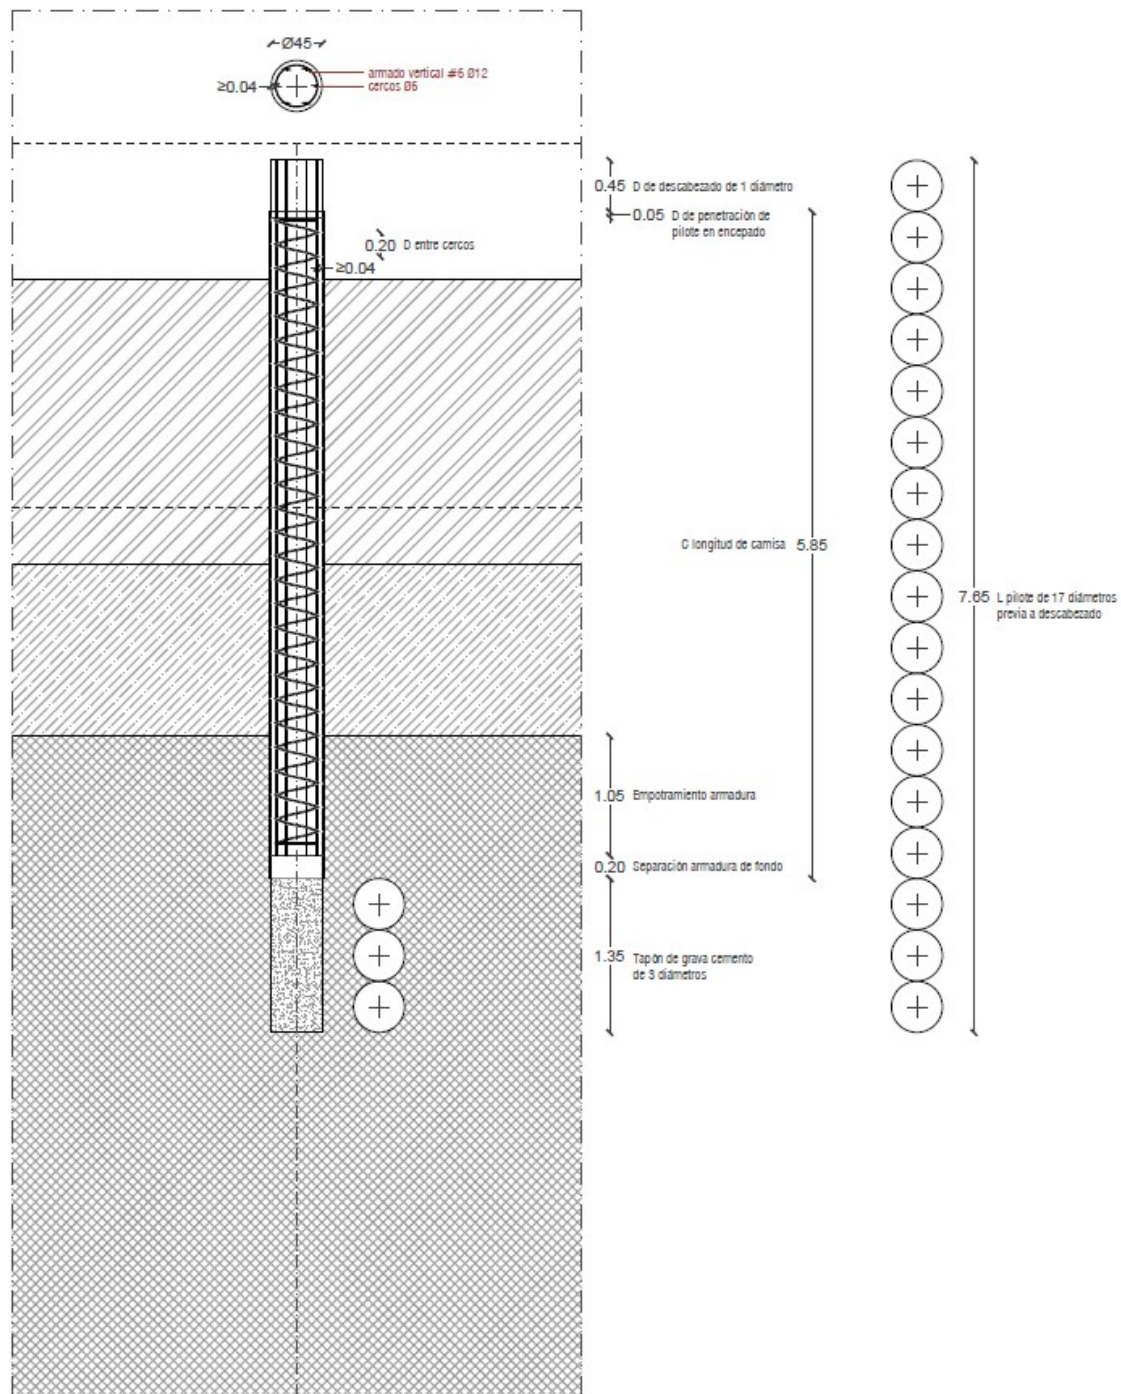 Ø45
armado vertical #6 Ø12
≥0.04
cercos Ø6
0.45 D de descabezado de 1 diámetro
0.05 D de penetración de
pilote en encepado
0.20 D entre cercos
≥0.04
C longitud de camisa 5.85
7.65 L pilote de 17 diámetros
previa a descabezado
1.05 Empotramiento armadura
0.20 Separación armadura de fondo
1.35 Tapón de grava cemento
de 3 diámetros